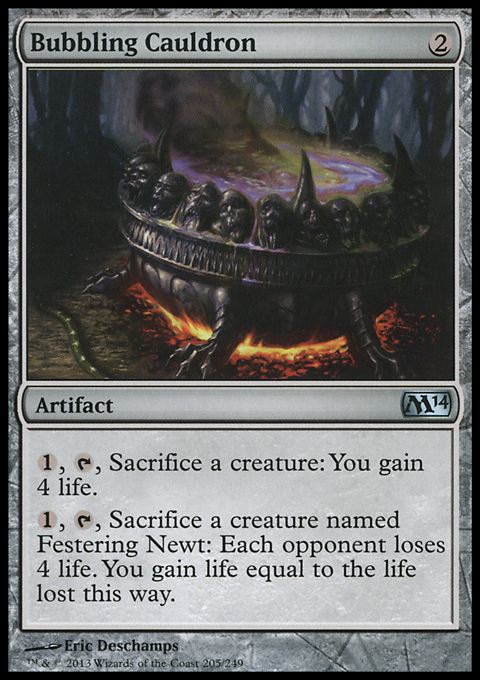 Bubbling Cauldron 2
Artifact M14
1, Sacrifice a creature: You gain
4 life.
1, Sacrifice a creature named
Festering Newt: Each opponent loses
4 life. You gain life equal to the life
lost this way.
Eric Deschamps
™ & © 2013 Wizards of the Coast 205/249